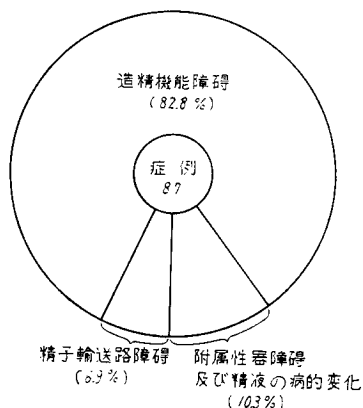 造精機能障碍
(82.8%)
症例
87
精子輸送路障碍
(6.9%)
附属性器障碍
及び精液の病的変化
(10.3%)